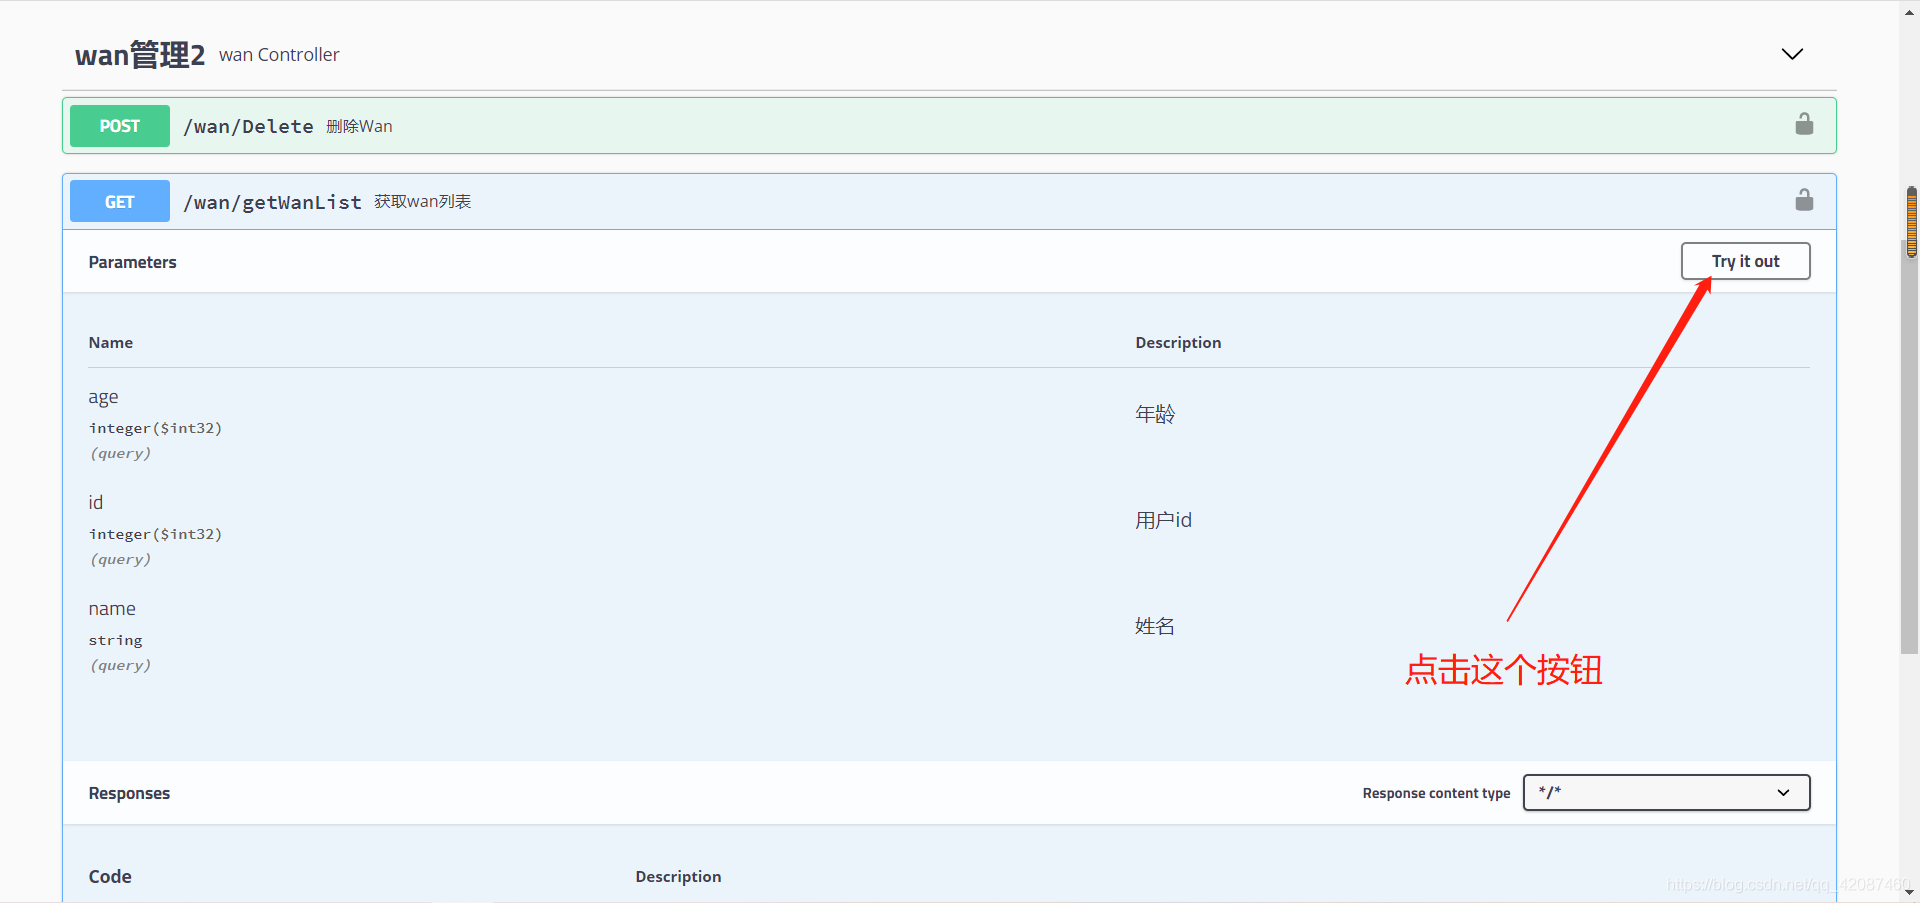 wan管理2 wan Controller
POST /wan/Delete 删除Wan
GET /wan/getWanList 获取wan列表
Parameters Try it out
Name Description
age
integer($int32)
(query)
年龄
id
integer($int32)
(query)
用户id
name
string
(query)
姓名
点击这个按钮
Responses Response content type */*
Code Description
https://blog.csdn.net/qq_42087460